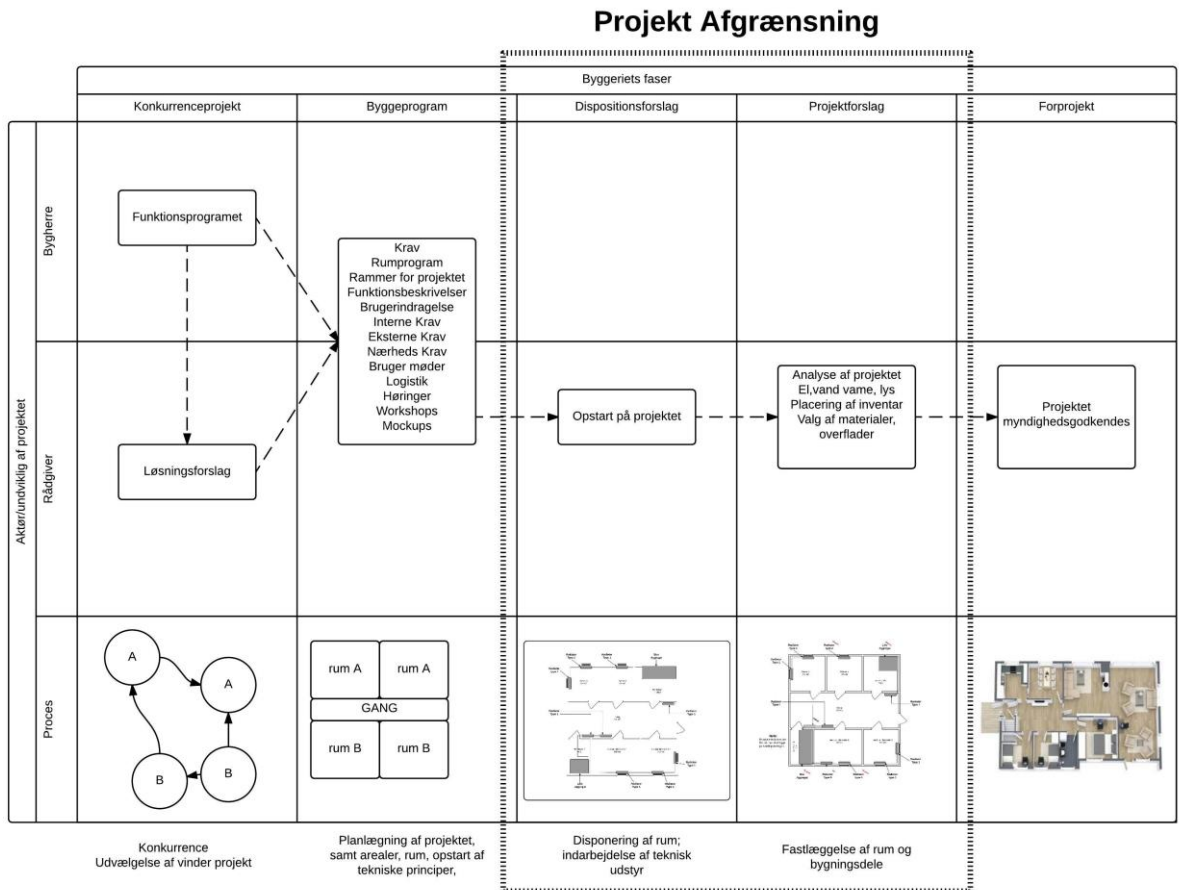 Projekt Afgrænsning
Byggeriets faser
Konkurrenceprojekt
Byggeprogram
Dispositionsforslag
Projektforslag
Forprojekt
Aktør/undviklig af projektet
Bygherre
Funktionsprogramet
Krav
Rumprogram
Rammer for projektet
Funktionsbeskrivelser
Brugerindragelse
Interne Krav
Eksterne Krav
Nærheds Krav
Bruger møder
Logistik
Høringer
Workshops
Mockups
Rådgiver
Løsningsforslag
Opstart på projektet
Analyse af projektet
El,vand vame, lys
Placering af inventar
Valg af materialer,
overflader
Projektet
myndighedsgodkendes
Proces
A
A
B
B
rum A
rum A
GANG
rum B
rum B
Konkurrence
Udvælgelse af vinder projekt
Planlægning af projektet,
samt arealer, rum, opstart af
tekniske principer,
Disponering af rum;
indarbejdelse af teknisk
udstyr
Fastlæggelse af rum og
bygningsdele